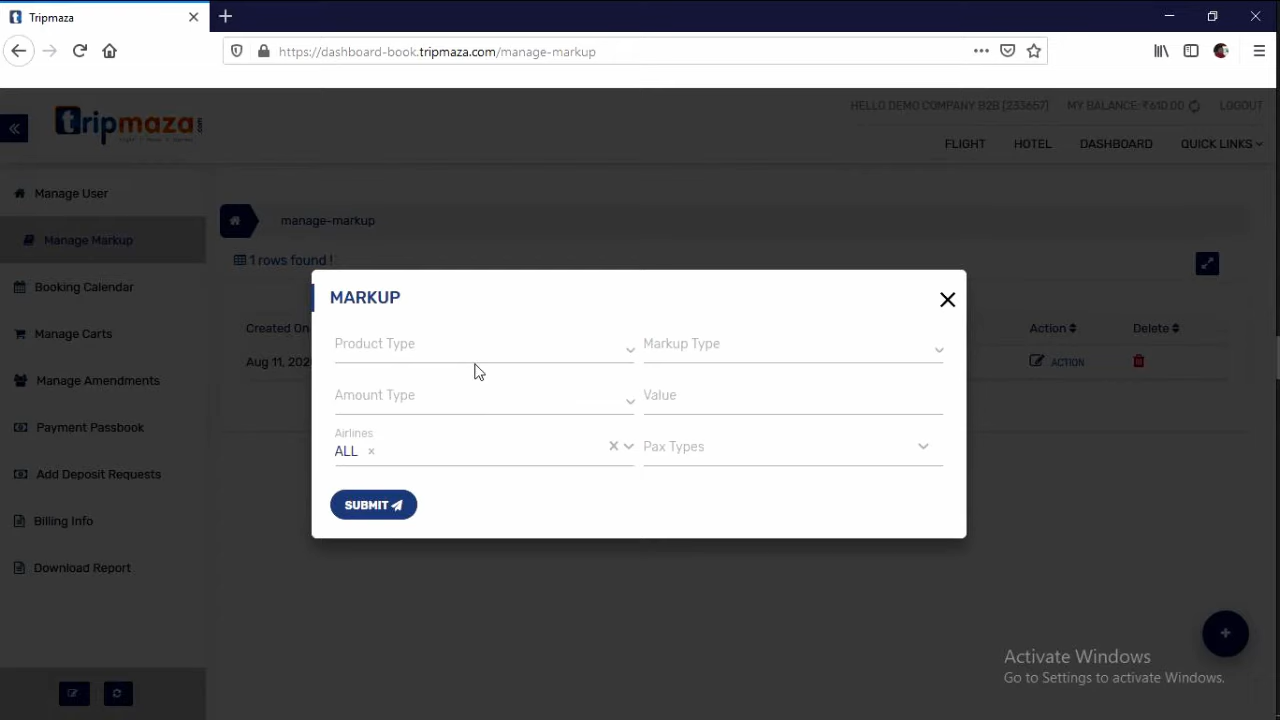 Tripmaza
https://dashboard-book.tripmaza.com/manage-markup
tripmaza.com
HELLO DEMO COMPANY B2B [233657] MY BALANCE: ₹610.00 LOGOUT
FLIGHT HOTEL DASHBOARD QUICK LINKS
Manage User
Manage Markup
Booking Calendar
Manage Carts
Manage Amendments
Payment Passbook
Add Deposit Requests
Billing Info
Download Report
manage-markup
1 rows found !
Created On Action Delete
Aug 11, 202 ACTION
MARKUP
Product Type Markup Type
Amount Type Value
Airlines
ALL × Pax Types
SUBMIT
Activate Windows
Go to Settings to activate Windows.